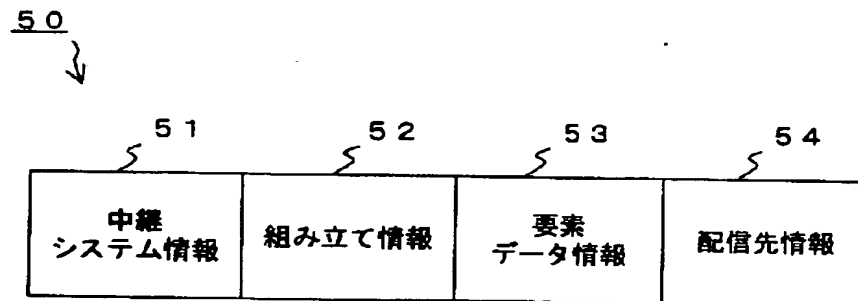 ５０
５１
５２
５３
５４
中継
システム情報
組み立て情報
要素
データ情報
配信先情報